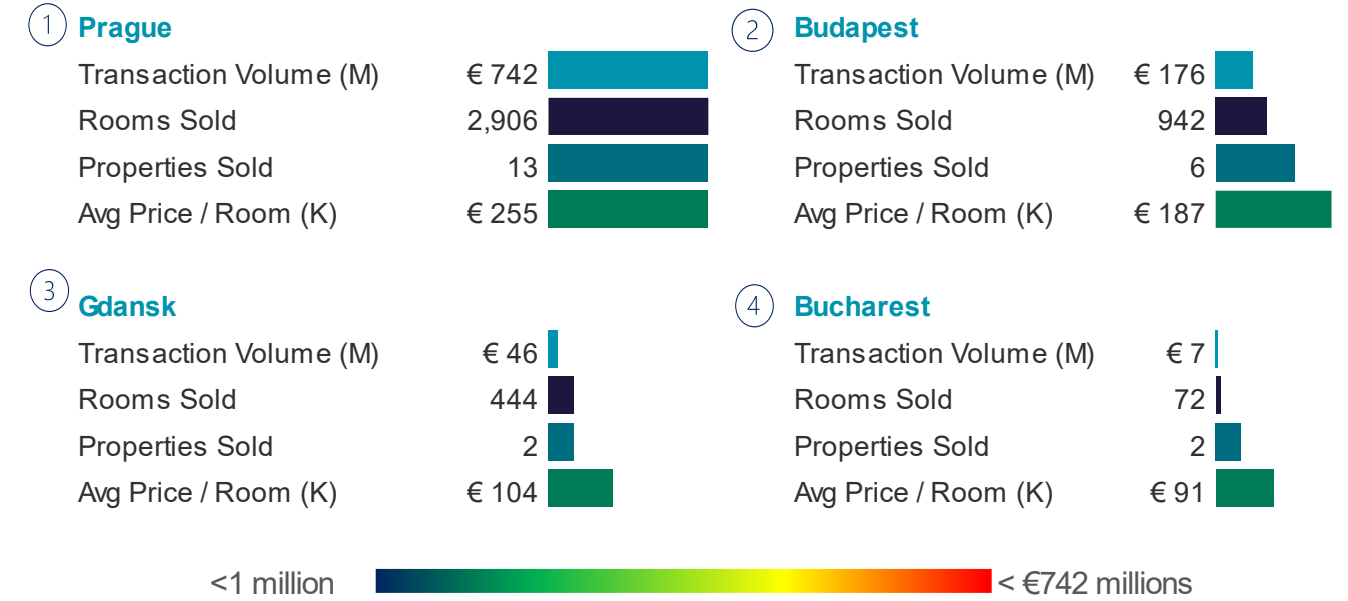 1 Prague
Transaction Volume (M) € 742
Rooms Sold 2,906
Properties Sold 13
Avg Price / Room (K) € 255
2 Budapest
Transaction Volume (M) € 176
Rooms Sold 942
Properties Sold 6
Avg Price / Room (K) € 187
3 Gdansk
Transaction Volume (M) € 46
Rooms Sold 444
Properties Sold 2
Avg Price / Room (K) € 104
4 Bucharest
Transaction Volume (M) € 7
Rooms Sold 72
Properties Sold 2
Avg Price / Room (K) € 91
<1 million < €742 millions